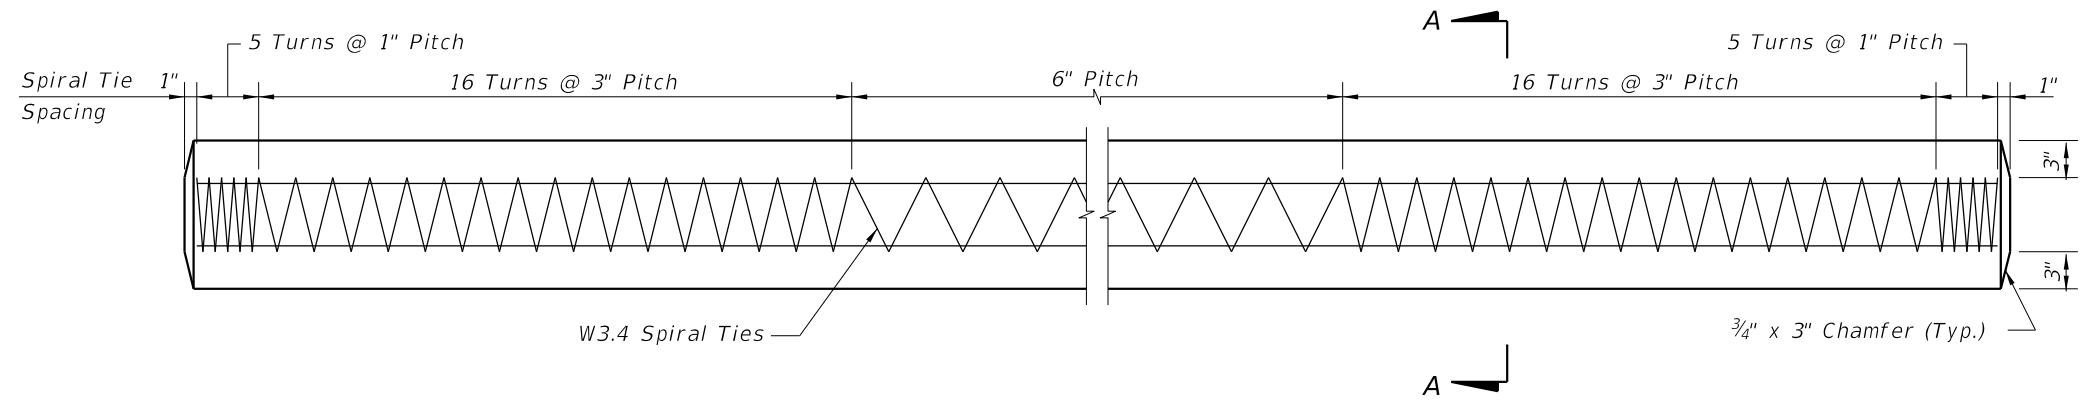 A
5 Turns @ 1" Pitch
5 Turns @ 1" Pitch
Spiral Tie
Spacing
1"
16 Turns @ 3" Pitch
6" Pitch
16 Turns @ 3" Pitch
1"
3"
3"
W3.4 Spiral Ties
¾" x 3" Chamfer (Typ.)
A